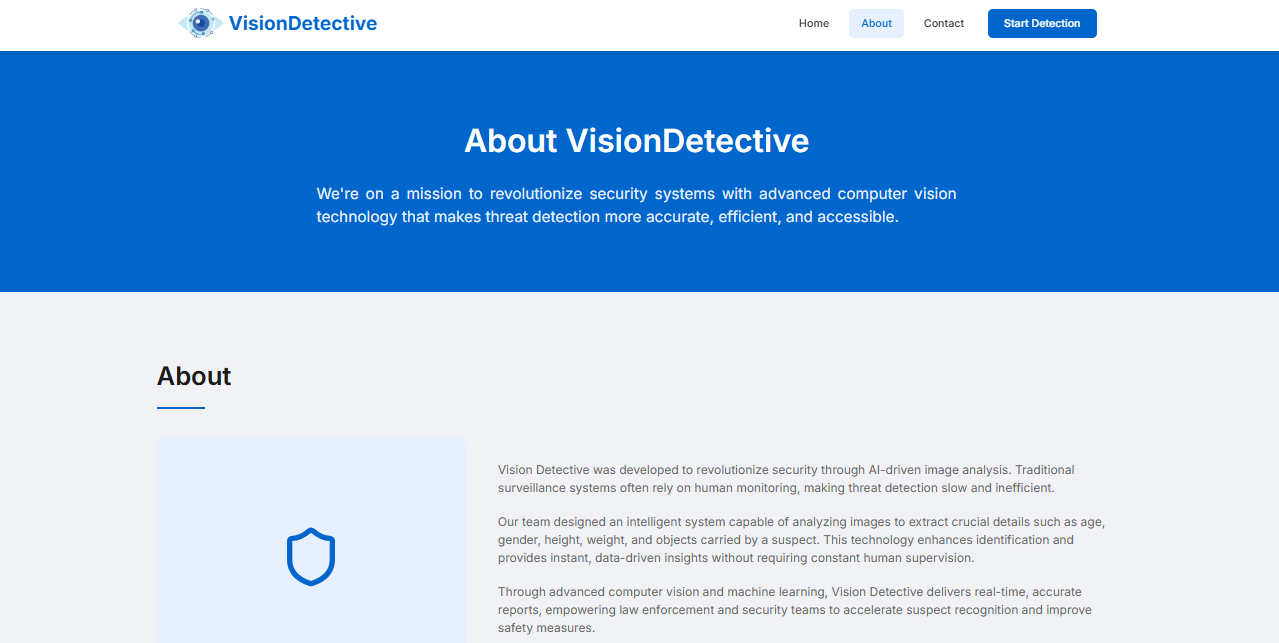 VisionDetective
Home
About
Contact
Start Detection
About VisionDetective
We're on a mission to revolutionize security systems with advanced computer vision
technology that makes threat detection more accurate, efficient, and accessible.
About
Vision Detective was developed to revolutionize security through AI-driven image analysis. Traditional
surveillance systems often rely on human monitoring, making threat detection slow and inefficient.
Our team designed an intelligent system capable of analyzing images to extract crucial details such as age,
gender, height, weight, and objects carried by a suspect. This technology enhances identification and
provides instant, data-driven insights without requiring constant human supervision.
Through advanced computer vision and machine learning, Vision Detective delivers real-time, accurate
reports, empowering law enforcement and security teams to accelerate suspect recognition and improve
safety measures.